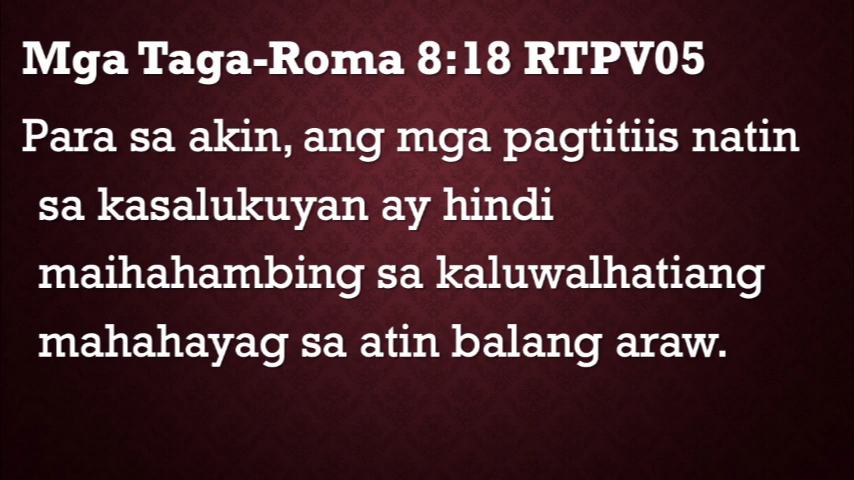 Mga Taga-Roma 8:18 RTPV05
Para sa akin, ang mga pagtitiis natin
sa kasalukuyan ay hindi
maihahambing sa kaluwalhatiang
mahahayag sa atin balang araw.